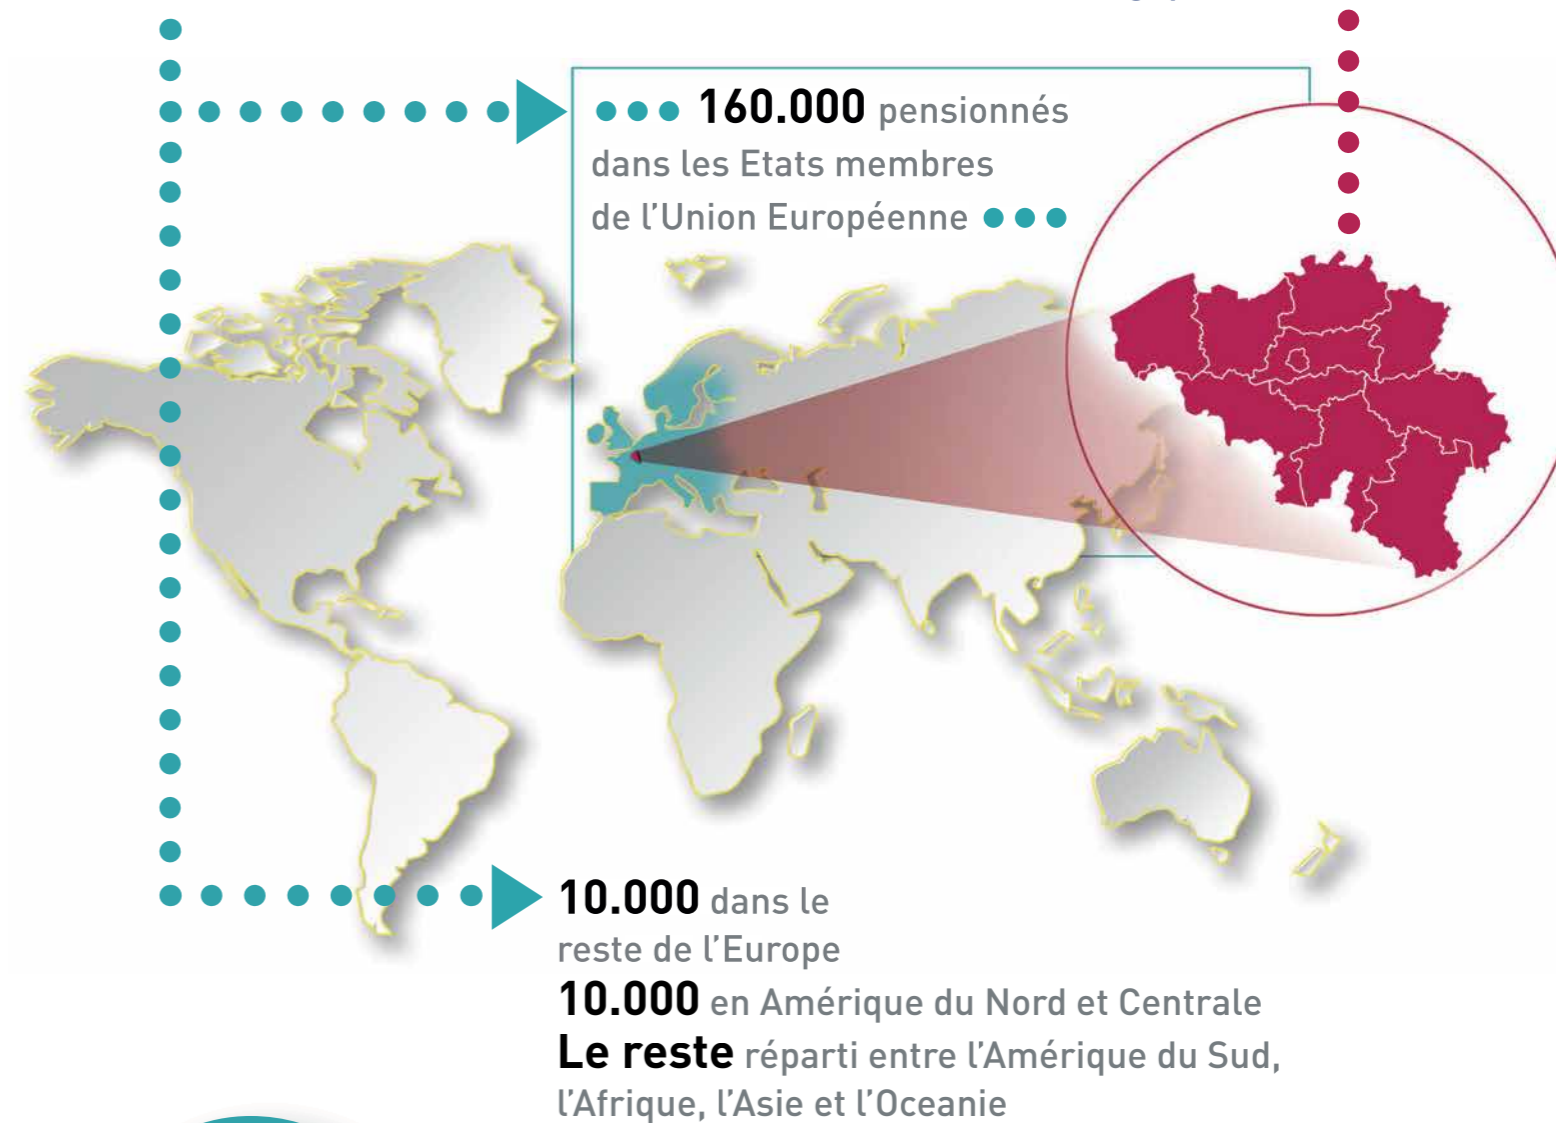 160.000 pensionnés
dans les Etats membres
de l'Union Européenne
10.000 dans le
reste de l'Europe
10.000 en Amérique du Nord et Centrale
Le reste réparti entre l'Amérique du Sud,
l'Afrique, l'Asie et l'Oceanie